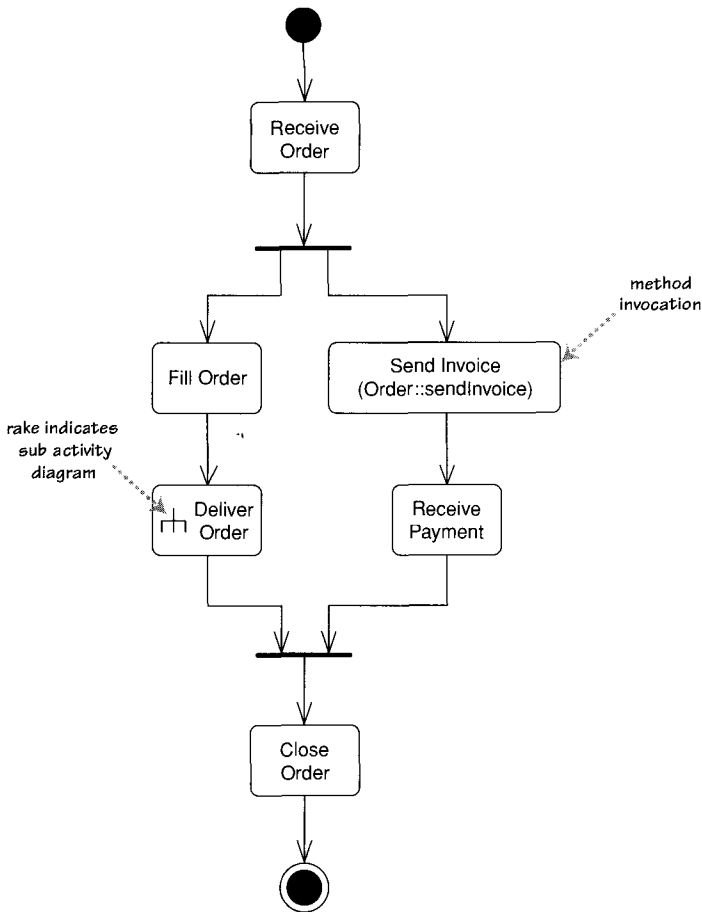 Receive
Order
method
invocation
Fill Order
Send Invoice
(Order::sendInvoice)
rake indicates
sub activity
diagram
Deliver
Order
Receive
Payment
Close
Order